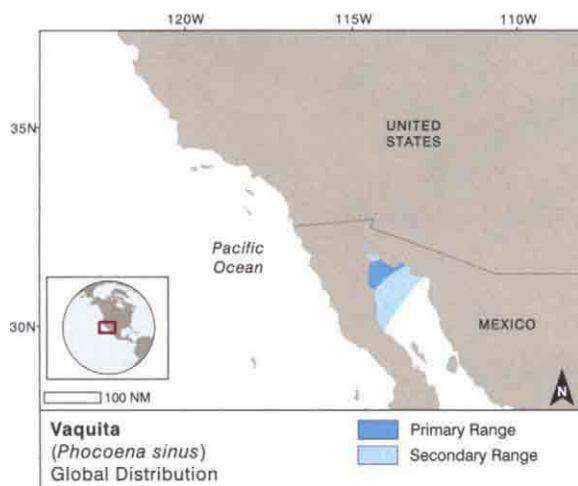 120W
115W
110W
35N
UNITED
STATES
Pacific
Ocean
30N
MEXICO
N
100 NM
Vaquita
(Phocoena sinus)
Global Distribution
Primary Range
Secondary Range